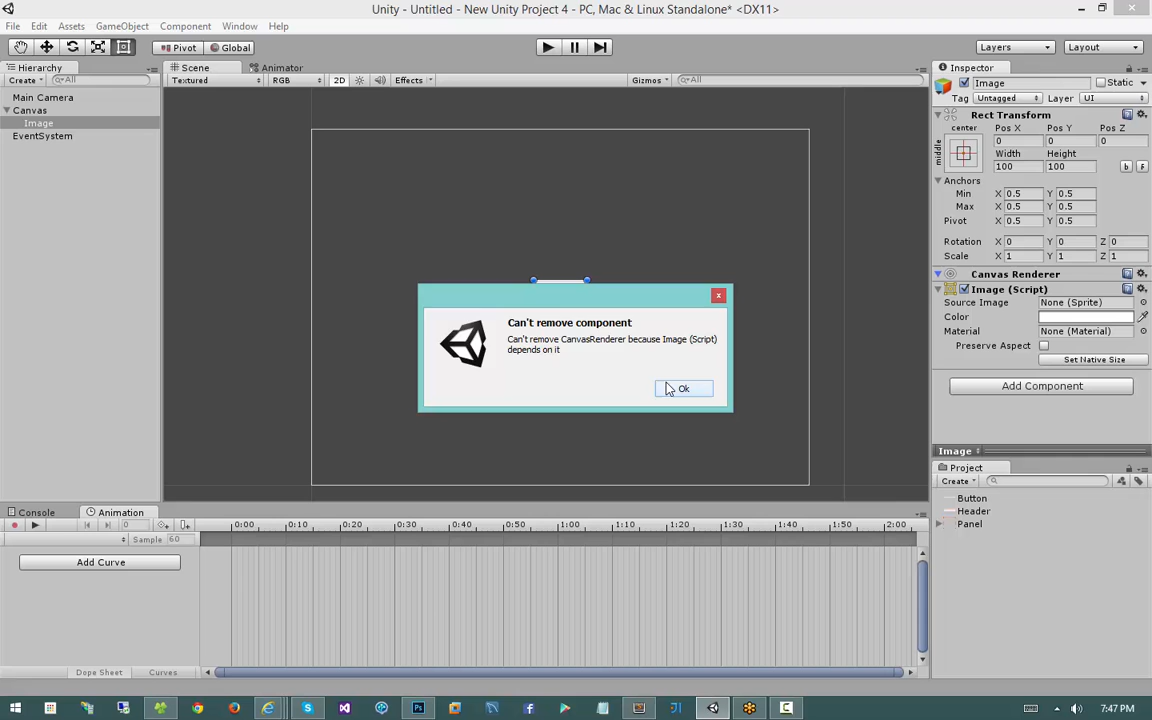 Unity - Untitled - New Unity Project 4 - PC, Mac & Linux Standalone* <DX11>
File Edit Assets GameObject Component Window Help
Pivot Global Layers Layout
Hierarchy
Create All
Main Camera
Canvas
Image
EventSystem
Scene Animator
Textured RGB 2D Effects Gizmos All
Can't remove component
Can't remove CanvasRenderer because Image (Script)
depends on it
Ok
Inspector
Image Static
Tag Untagged Layer UI
Rect Transform
center Pos X Pos Y Pos Z
middle 0 0 0
Width Height
100 100
Anchors
Min X 0.5 Y 0.5
Max X 0.5 Y 0.5
Pivot X 0.5 Y 0.5
Rotation X 0 Y 0 Z 0
Scale X 1 Y 1 Z 1
Canvas Renderer
Image (Script)
Source Image None (Sprite)
Color
Material None (Material)
Preserve Aspect
Set Native Size
Add Component
Image
Project
Create
Button
Header
Panel
Console Animation
0 0:00 0:10 0:20 0:30 0:40 0:50 1:00 1:10 1:20 1:30 1:40 1:50 2:00
Sample 60
Add Curve
Dope Sheet Curves
7:47 PM